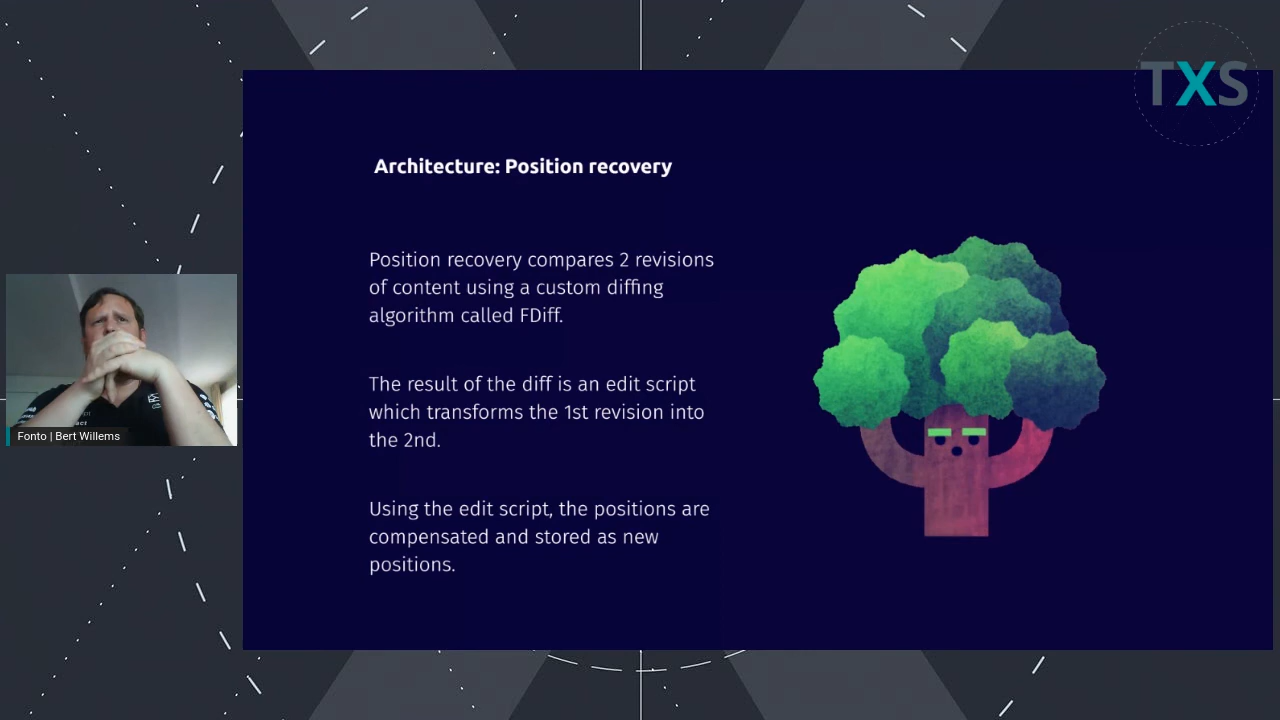 TXS
Architecture: Position recovery
Position recovery compares 2 revisions
of content using a custom diffing
algorithm called FDiff.
The result of the diff is an edit script
which transforms the 1st revision into
the 2nd.
Using the edit script, the positions are
compensated and stored as new
positions.
Fonto | Bert Willems